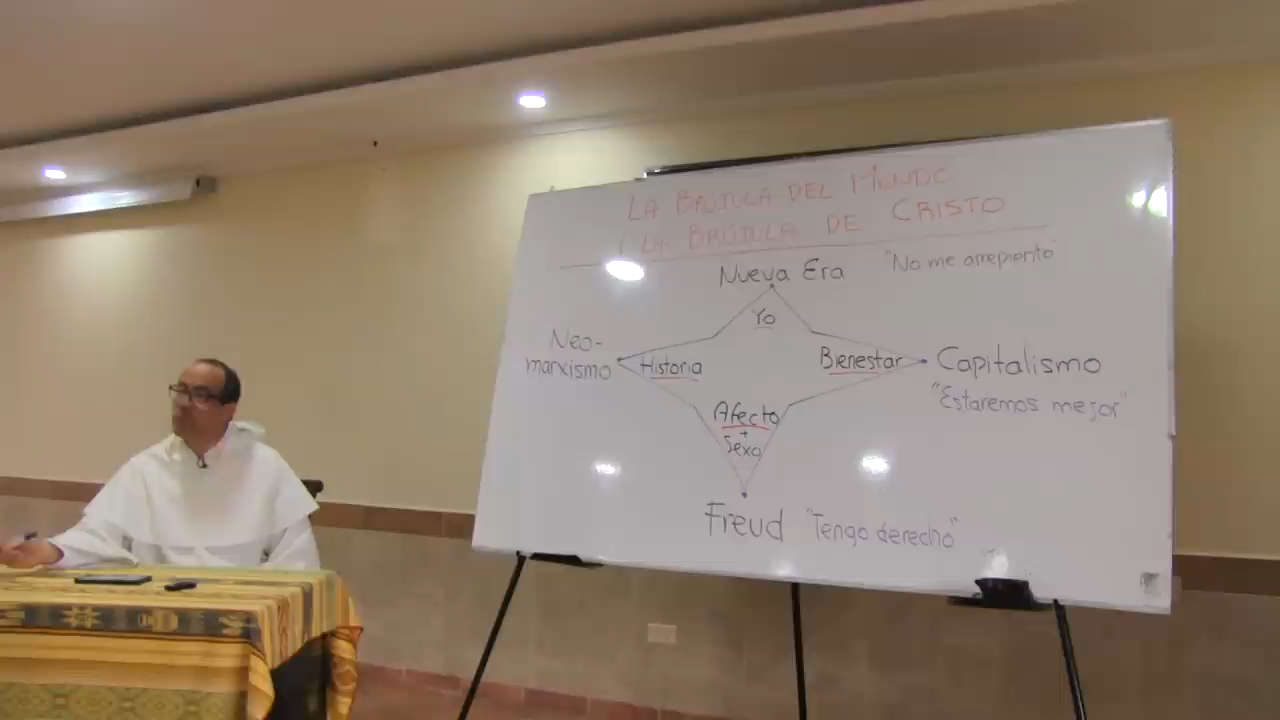 LA BRÚJULA DEL MUNDO
Y LA BRÚJULA DE CRISTO
Nueva Era "No me arrepiento"
Yo
Neo-
marxismo
Historia
Bienestar
Capitalismo
"Estaremos mejor"
Afecto
+
Sexo
Freud "Tengo derecho"